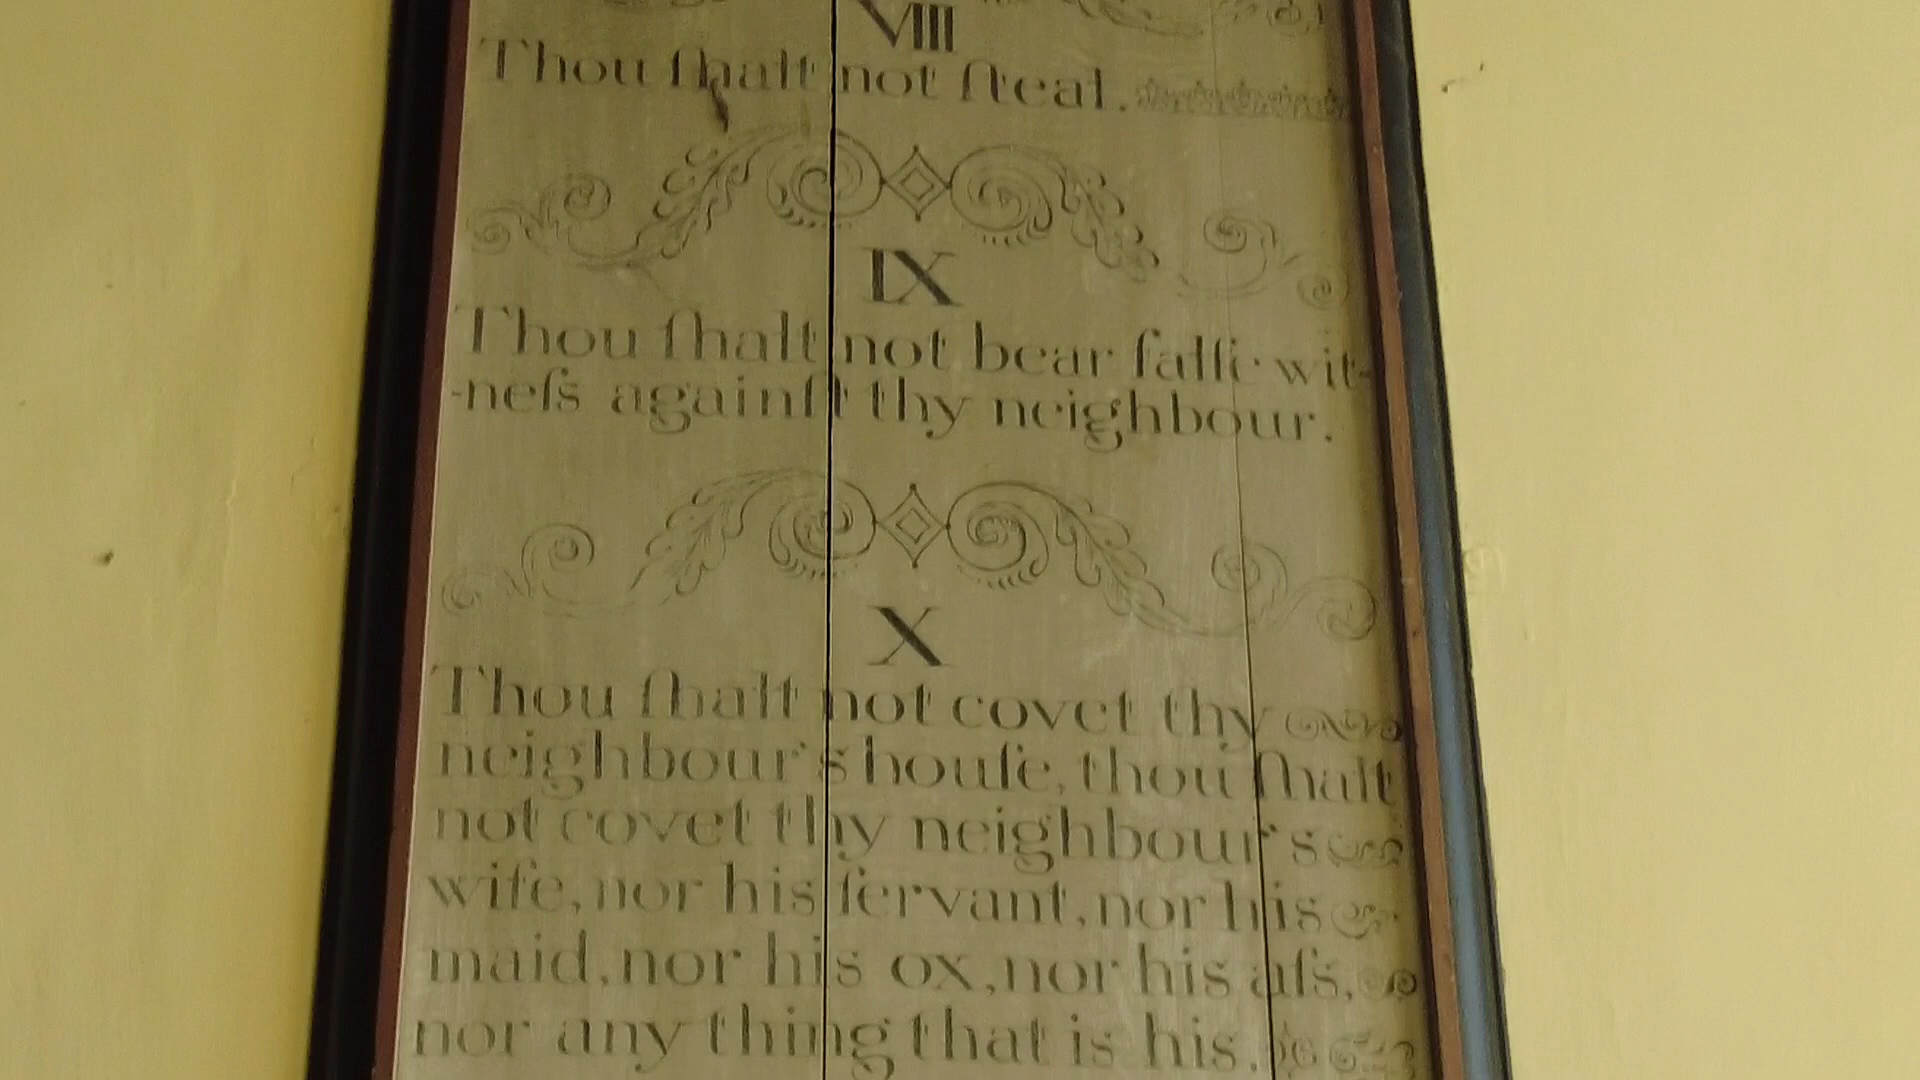 VIII
Thou ſhalt not ſteal.
IX
Thou ſhalt not bear falſe wit-
-neſs againſt thy neighbour.
X
Thou ſhalt not covet thy
neighbour's houſe, thou ſhalt
not covet thy neighbour's
wife, nor his ſervant, nor his
maid, nor his ox, nor his aſs,
nor any thing that is his.